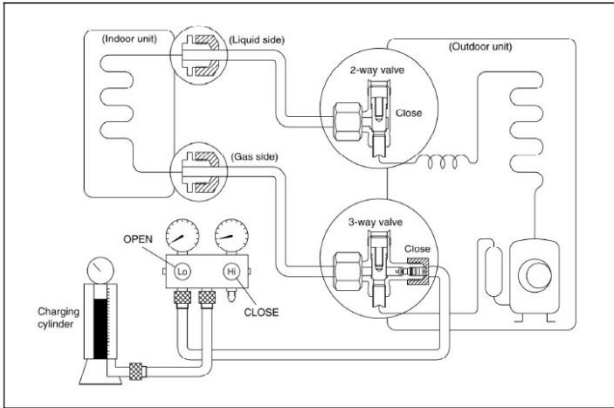 (Indoor unit)
(Liquid side)
(Outdoor unit)
2-way valve
Close
(Gas side)
3-way valve
Close
OPEN
Lo
Hi
CLOSE
Charging
cylinder